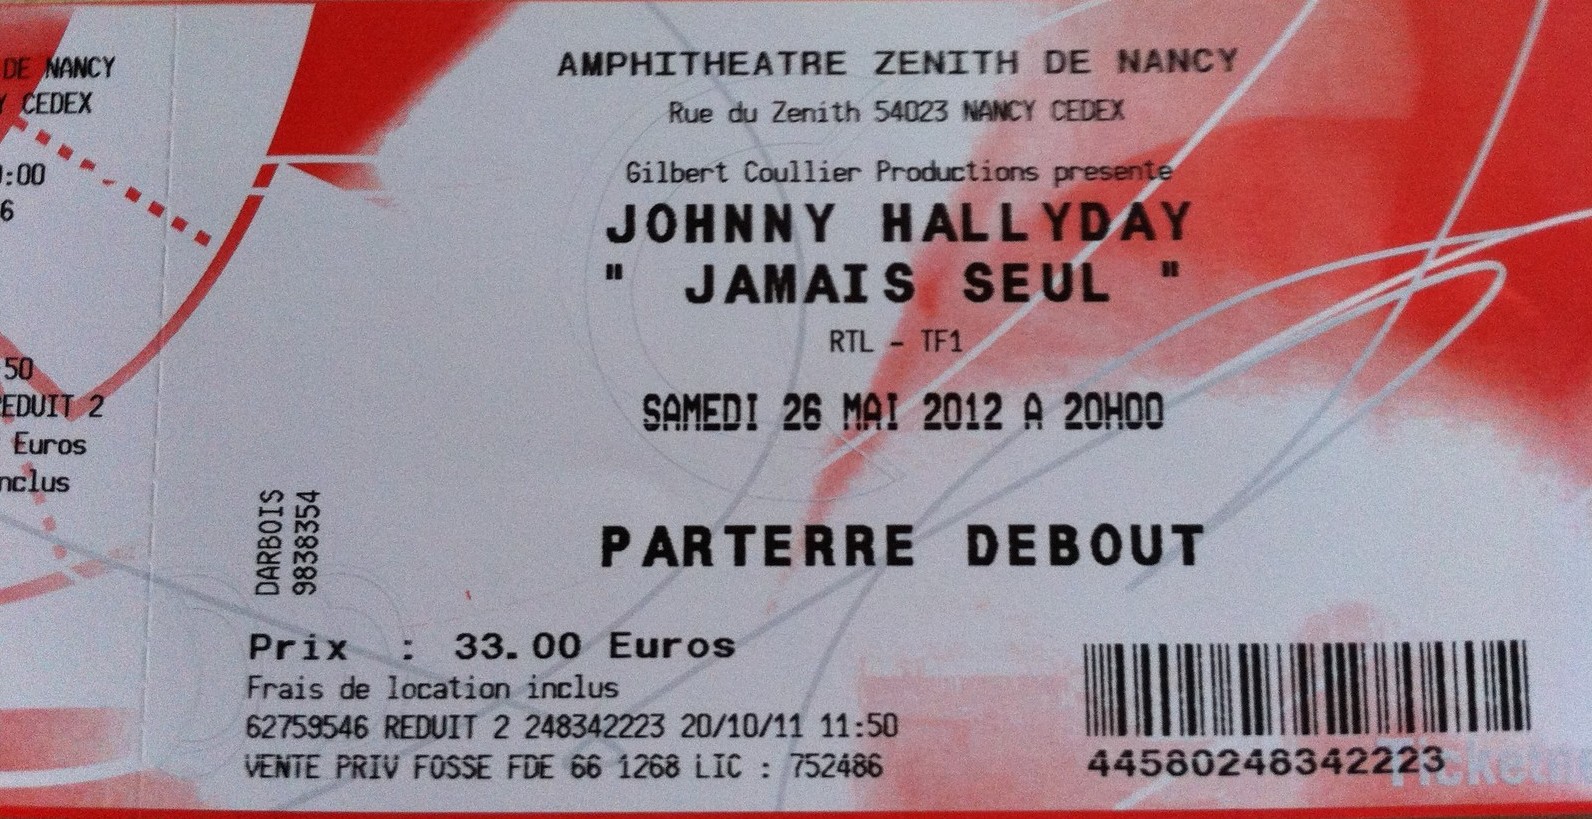 DE NANCY
Y CEDEX
:00
6
50
EDUIT 2
Euros
nclus
AMPHITHEATRE ZENITH DE NANCY
Rue du Zenith 54023 NANCY CEDEX
Gilbert Coullier Productions presente
JOHNNY HALLYDAY
" JAMAIS SEUL "
RTL - TF1
SAMEDI 26 MAI 2012 A 20H00
DARBOIS
9838354
PARTERRE DEBOUT
Prix : 33.00 Euros
Frais de location inclus
62759546 REDUIT 2 248342223 20/10/11 11:50
VENTE PRIV FOSSE FDE 66 1268 LIC : 752486
44580248342223